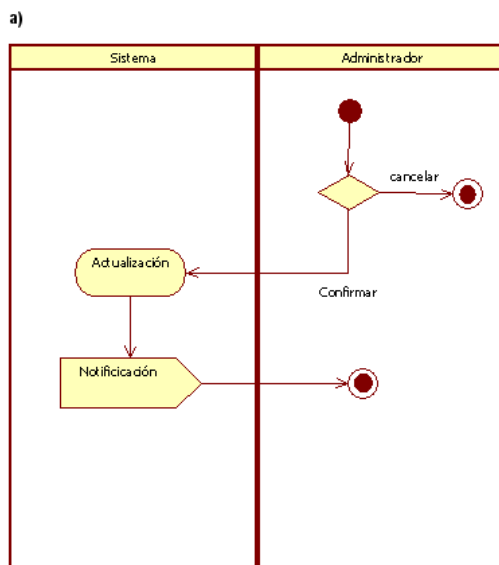 a)
Sistema
Administrador
cancelar
Actualización
Confirmar
Notificicación